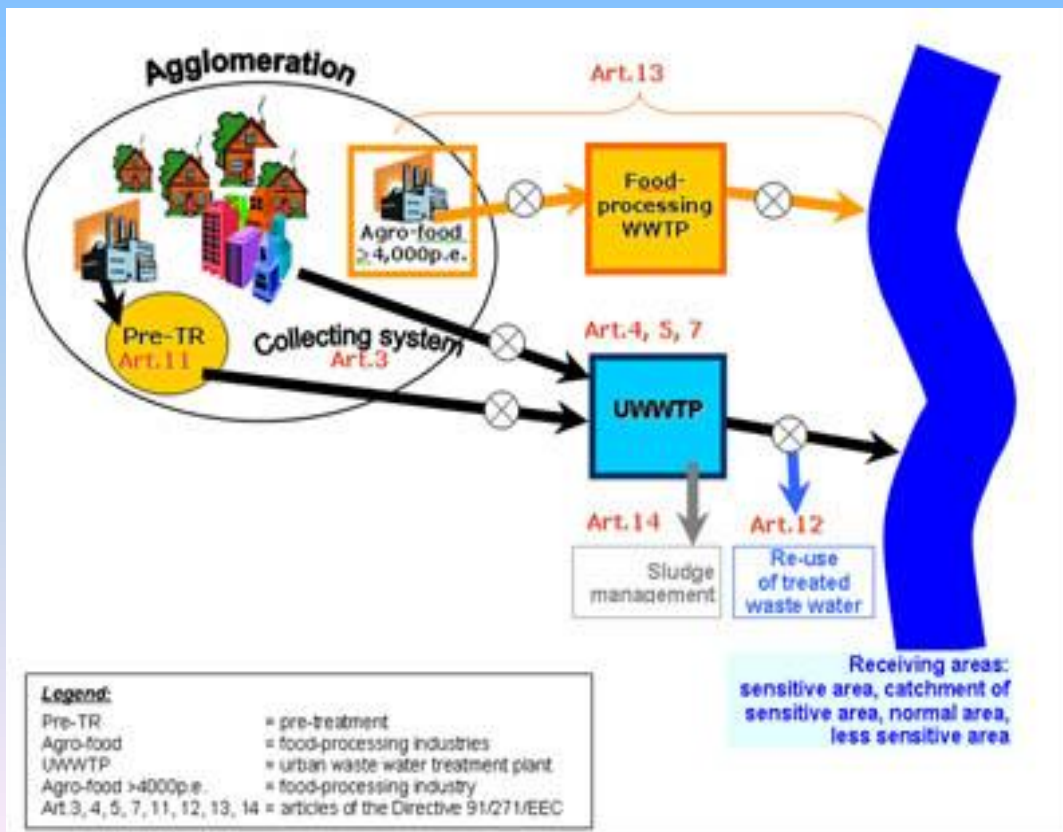 Agglomeration
Art.13
Agro-food
≥4,000p.e.
Food-
processing
WWTP
Pre-TR
Art.11
Collecting system
Art.3
Art.4, 5, 7
UWWTP
Art.14
Sludge
management
Art.12
Re-use
of treated
waste water
Receiving areas:
sensitive area, catchment of
sensitive area, normal area,
less sensitive area
Legend:
Pre-TR = pre-treatment
Agro-food = food-processing industries
UWWTP = urban waste water treatment plant
Agro-food >4000p.e. = food-processing industry
Art.3, 4, 5, 7, 11, 12, 13, 14 = articles of the Directive 91/271/EEC